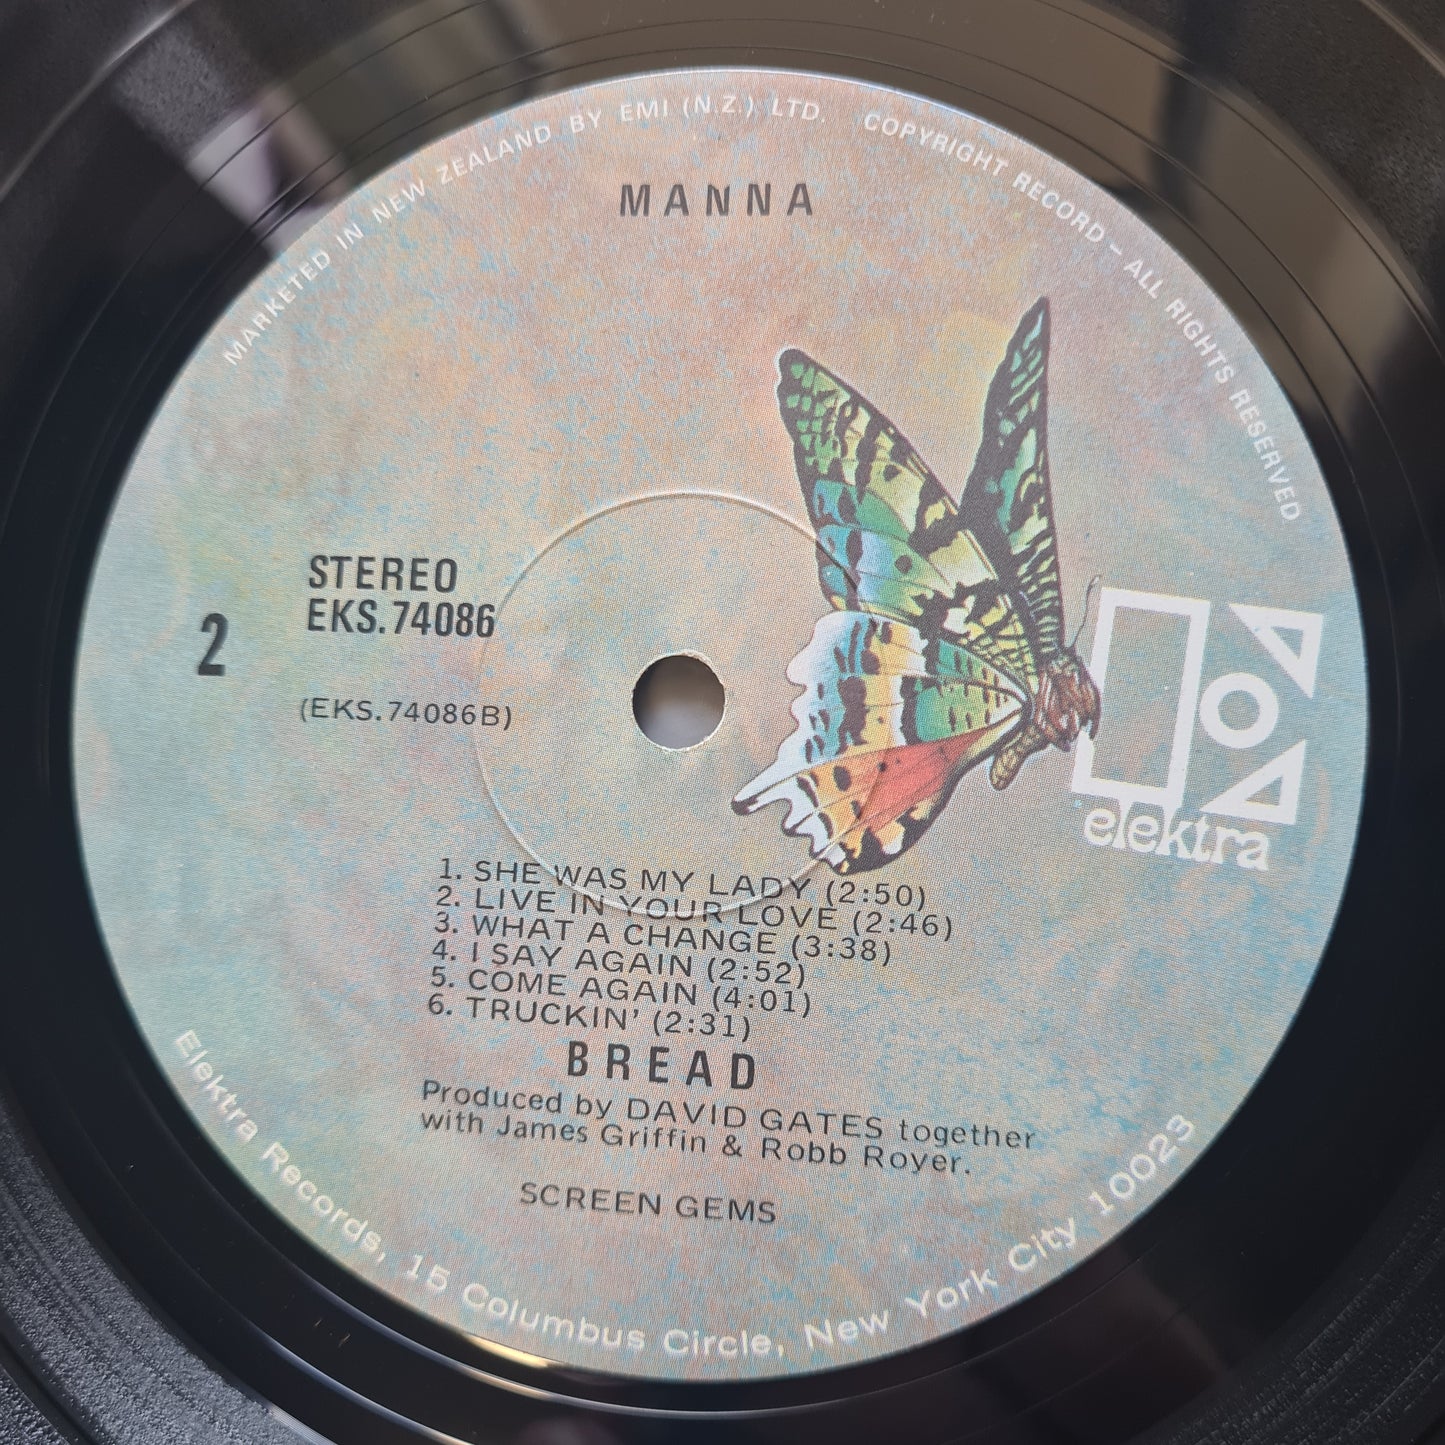 MARKETED IN NEW ZEALAND BY EMI (N.Z.) LTD. COPYRIGHT RECORD – ALL RIGHTS RESERVED
MANNA
STEREO
EKS.74086
2
(EKS.74086B)
elektra
1. SHE WAS MY LADY (2:50)
2. LIVE IN YOUR LOVE (2:46)
3. WHAT A CHANGE (3:38)
4. I SAY AGAIN (2:52)
5. COME AGAIN (4:01)
6. TRUCKIN' (2:31)
BREAD
Produced by DAVID GATES together
with James Griffin & Robb Royer.
SCREEN GEMS
Elektra Records, 15 Columbus Circle, New York City 10023